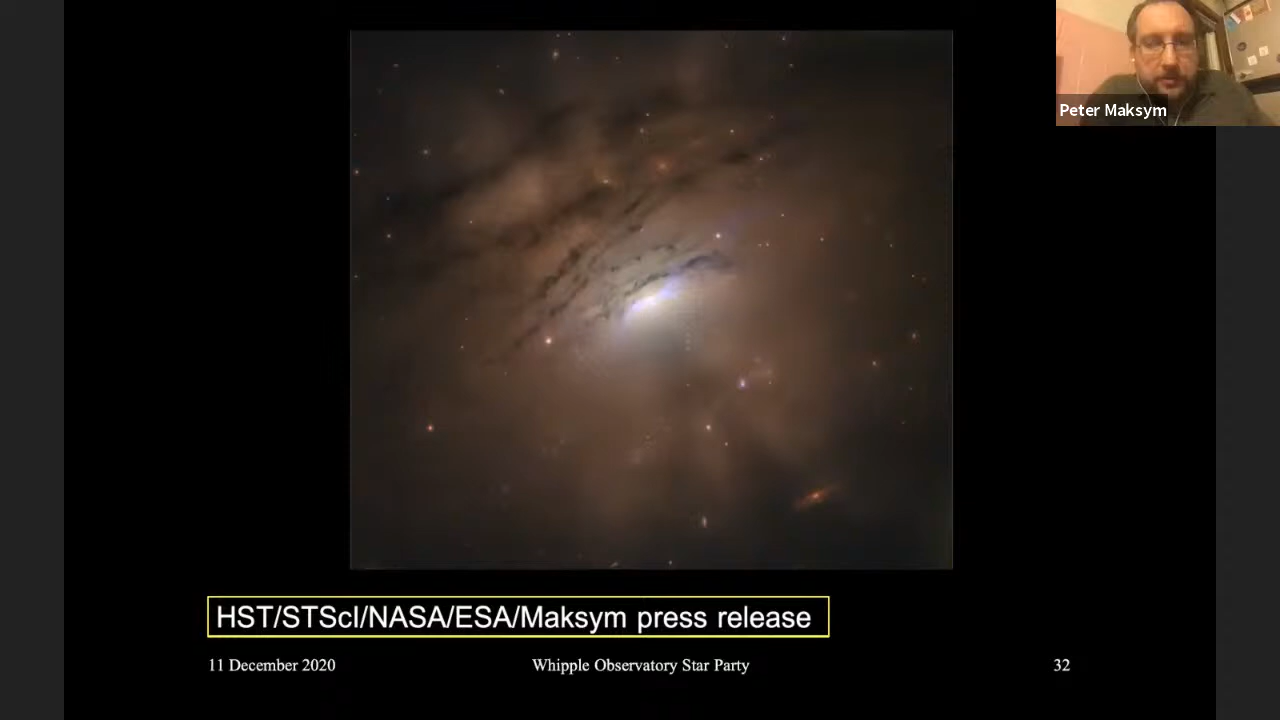 Peter Maksym
HST/STScI/NASA/ESA/Maksym press release
11 December 2020 Whipple Observatory Star Party 32